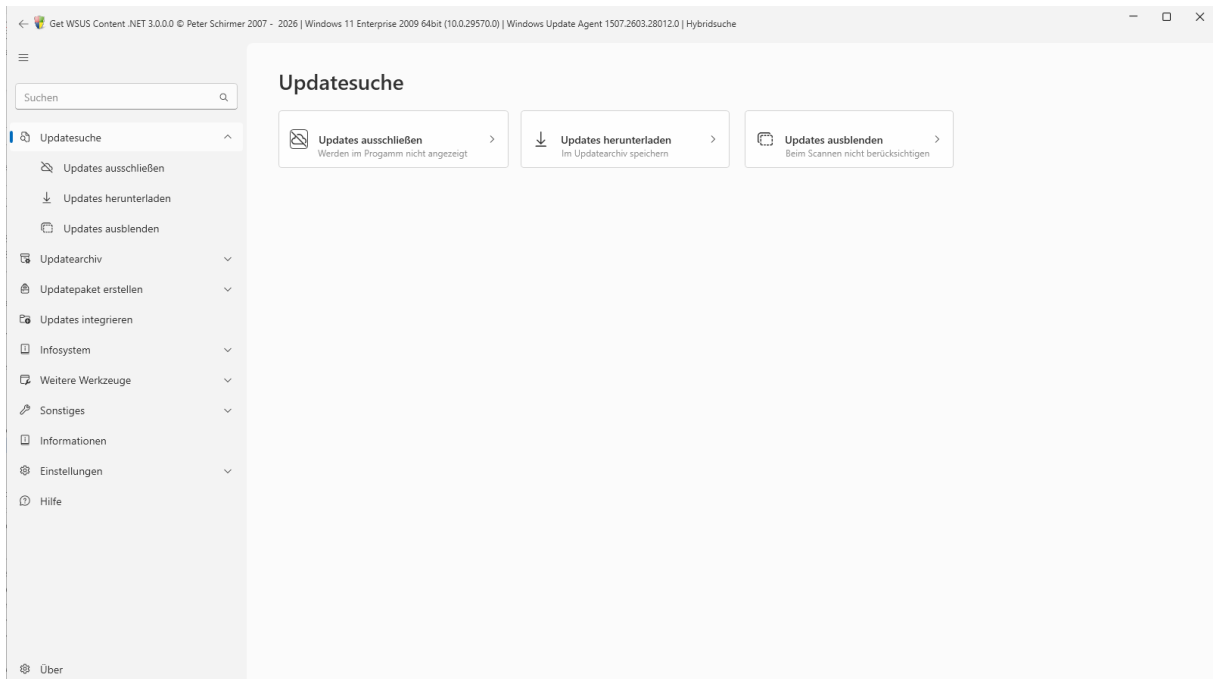 Get WSUS Content .NET 3.0.0.0 © Peter Schirmer 2007 - 2026 | Windows 11 Enterprise 2009 64bit (10.0.29570.0) | Windows Update Agent 1507.2603.28012.0 | Hybridsuche
Suchen
Updatesuche
Updates ausschließen
Updates herunterladen
Updates ausblenden
Updatearchiv
Updatepaket erstellen
Updates integrieren
Infosystem
Weitere Werkzeuge
Sonstiges
Informationen
Einstellungen
Hilfe
Über
Updatesuche
Updates ausschließen
Werden im Progamm nicht angezeigt
Updates herunterladen
Im Updatearchiv speichern
Updates ausblenden
Beim Scannen nicht berücksichtigen